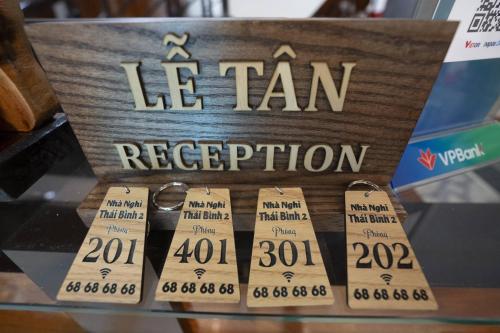 LỄ TÂN
RECEPTION
VPBank
Nhà Nghỉ
Thái Bình 2
Phòng
201
68 68 68 68
Nhà Nghỉ
Thái Bình 2
Phòng
401
68 68 68 68
Nhà Nghỉ
Thái Bình 2
Phòng
301
68 68 68 68
Nhà Nghỉ
Thái Bình 2
Phòng
202
68 68 68 68